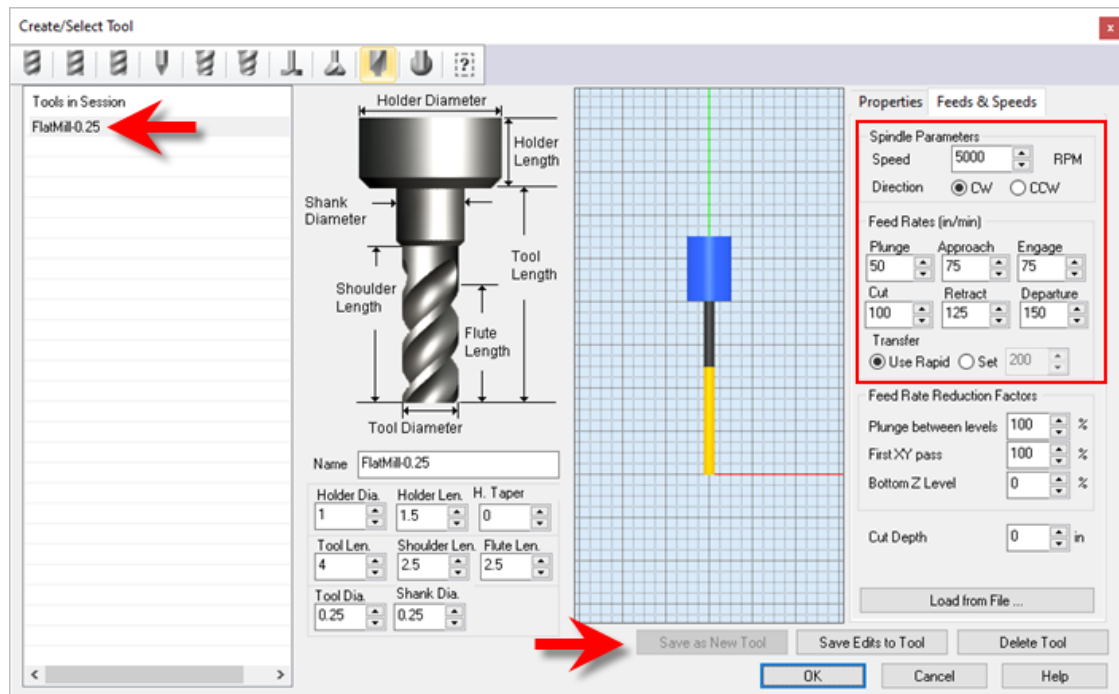 Create/Select Tool
x
Tools in Session
FlatMill-0.25
Holder Diameter
Holder
Length
Shank
Diameter
Tool
Length
Shoulder
Length
Flute
Length
Tool Diameter
Name FlatMill-0.25
Holder Dia. Holder Len. H. Taper
1 1.5 0
Tool Len. Shoulder Len. Flute Len.
4 2.5 2.5
Tool Dia. Shank Dia.
0.25 0.25
Properties Feeds & Speeds
Spindle Parameters
Speed 5000 RPM
Direction CW CCW
Feed Rates (in/min)
Plunge Approach Engage
50 75 75
Cut Retract Departure
100 125 150
Transfer
Use Rapid Set 200
Feed Rate Reduction Factors
Plunge between levels 100 %
First XY pass 100 %
Bottom Z Level 0 %
Cut Depth 0 in
Load from File ...
Save as New Tool Save Edits to Tool Delete Tool
OK Cancel Help